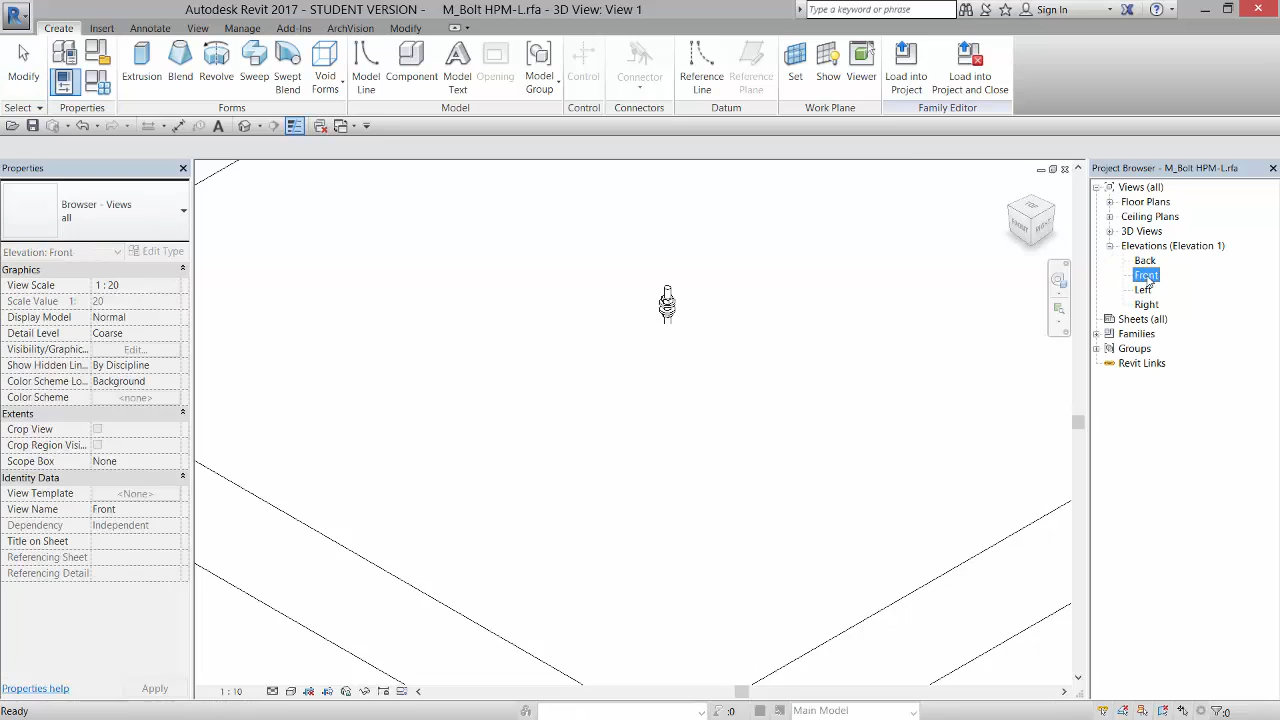 Autodesk Revit 2017 - STUDENT VERSION - M_Bolt HPM-L.rfa - 3D View: View 1
Type a keyword or phrase
Sign In
Create Insert Annotate View Manage Add-Ins ArchVision Modify
Modify Extrusion Blend Revolve Sweep Swept Blend Void Forms Model Line Component Model Text Opening Model Group Control Connector Reference Line Reference Plane Set Show Viewer Load into Project Load into Project and Close
Select Properties Forms Model Control Connectors Datum Work Plane Family Editor
Properties
Browser - Views
all
Elevation: Front Edit Type
Graphics
View Scale 1 : 20
Scale Value 1: 20
Display Model Normal
Detail Level Coarse
Visibility/Graphic... Edit...
Show Hidden Lin... By Discipline
Color Scheme Lo... Background
Color Scheme <none>
Extents
Crop View
Crop Region Visi...
Scope Box None
Identity Data
View Template <None>
View Name Front
Dependency Independent
Title on Sheet
Referencing Sheet
Referencing Detail
Properties help Apply
TOP
FRONT
RIGHT
Project Browser - M_Bolt HPM-L.rfa
Views (all)
Floor Plans
Ceiling Plans
3D Views
Elevations (Elevation 1)
Back
Front
Left
Right
Sheets (all)
Families
Groups
Revit Links
1 : 10
Ready :0 Main Model :0